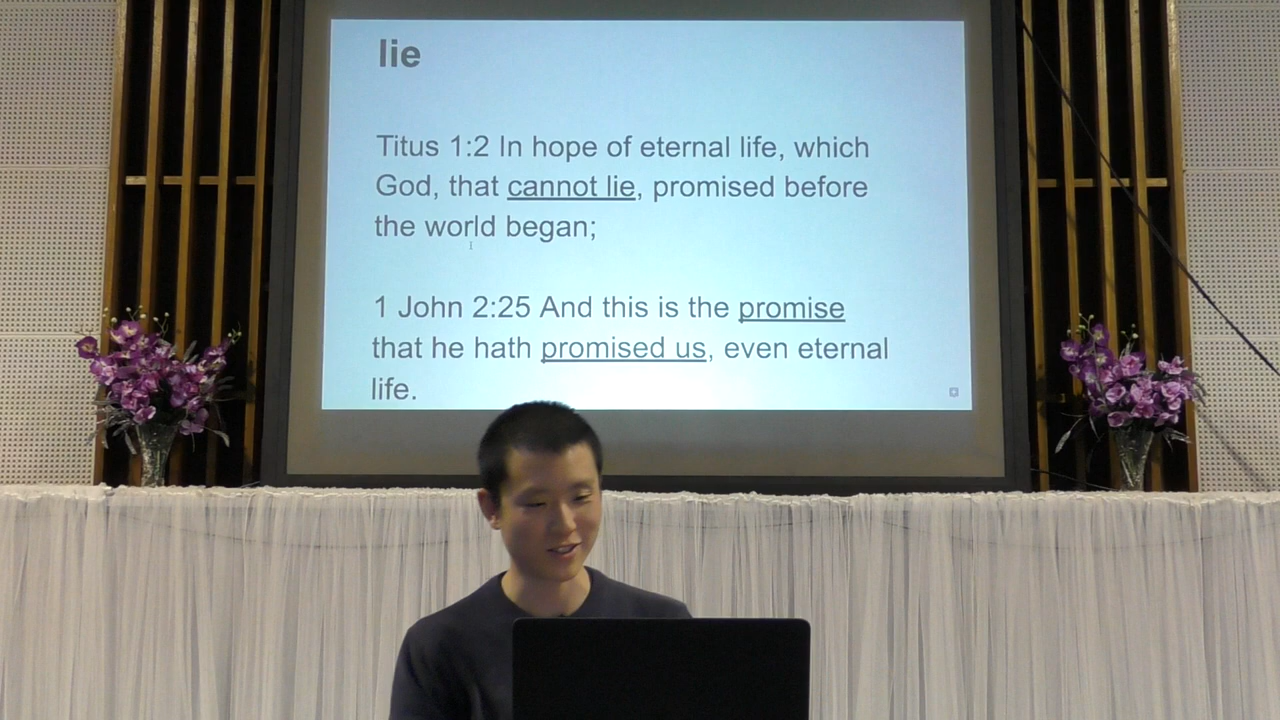 lie
Titus 1:2 In hope of eternal life, which
God, that cannot lie, promised before
the world began;
1 John 2:25 And this is the promise
that he hath promised us, even eternal
life.